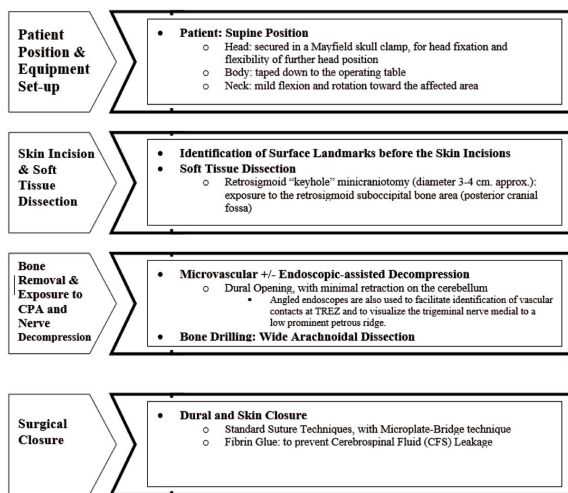 Patient
Position &
Equipment
Set-up
• Patient: Supine Position
o Head: secured in a Mayfield skull clamp, for head fixation and
flexibility of further head position
o Body: taped down to the operating table
o Neck: mild flexion and rotation toward the affected area
Skin Incision
& Soft
Tissue
Dissection
• Identification of Surface Landmarks before the Skin Incisions
• Soft Tissue Dissection
o Retrosigmoid "keyhole" minicraniotomy (diameter 3-4 cm. approx.):
exposure to the retrosigmoid suboccipital bone area (posterior cranial
fossa)
Bone
Removal &
Exposure to
CPA and
Nerve
Decompression
• Microvascular +/- Endoscopic-assisted Decompression
o Dural Opening, with minimal retraction on the cerebellum
▪ Angled endoscopes are also used to facilitate identification of vascular
contacts at TREZ and to visualize the trigeminal nerve medial to a
low prominent petrous ridge.
• Bone Drilling: Wide Arachnoidal Dissection
Surgical
Closure
• Dural and Skin Closure
o Standard Suture Techniques, with Microplate-Bridge technique
o Fibrin Glue: to prevent Cerebrospinal Fluid (CFS) Leakage